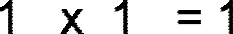 1 x 1 = 1